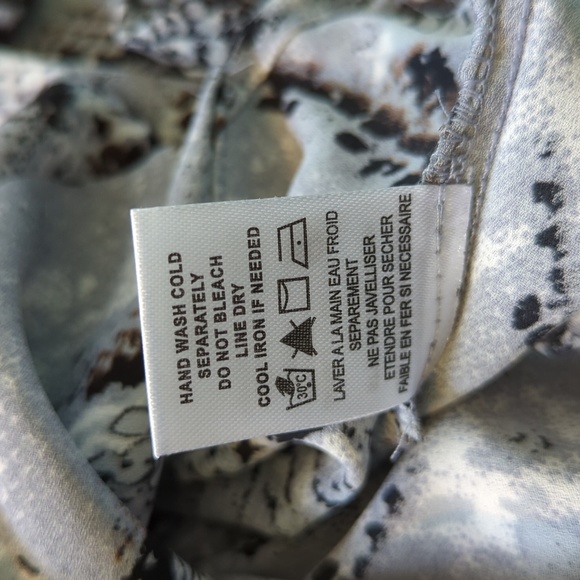 HAND WASH COLD
SEPARATELY
DO NOT BLEACH
LINE DRY
COOL IRON IF NEEDED
30°C
LAVER A LA MAIN EAU FROID
SEPAREMENT
NE PAS JAVELLISER
ETENDRE POUR SECHER
FAIBLE EN FER SI NECESSAIRE